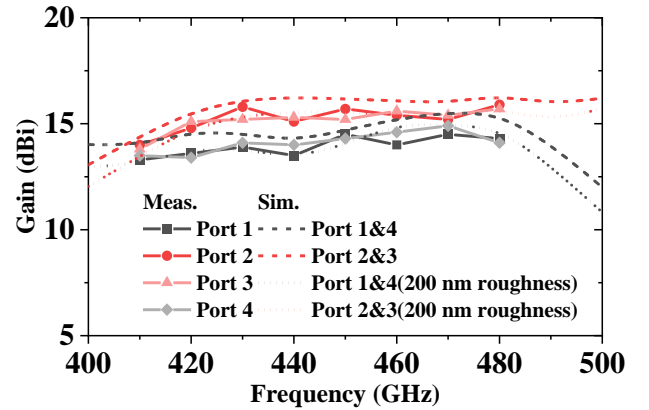 20
15
10
5
Gain (dBi)
Meas. Sim.
Port 1 Port 1&4
Port 2 Port 2&3
Port 3 Port 1&4(200 nm roughness)
Port 4 Port 2&3(200 nm roughness)
400 420 440 460 480 500
Frequency (GHz)